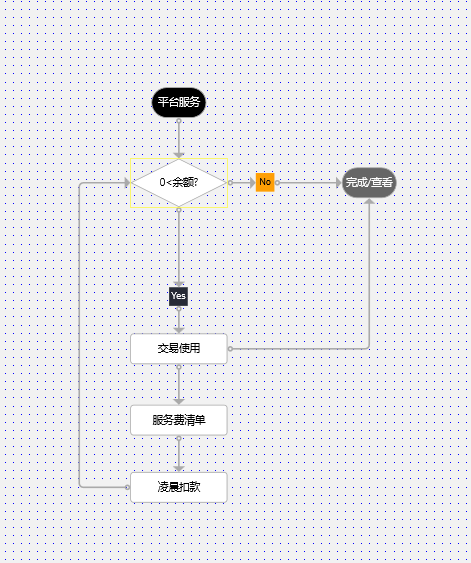 平台服务
0<余额?
No
完成/查看
Yes
交易使用
服务费清单
凌晨扣款